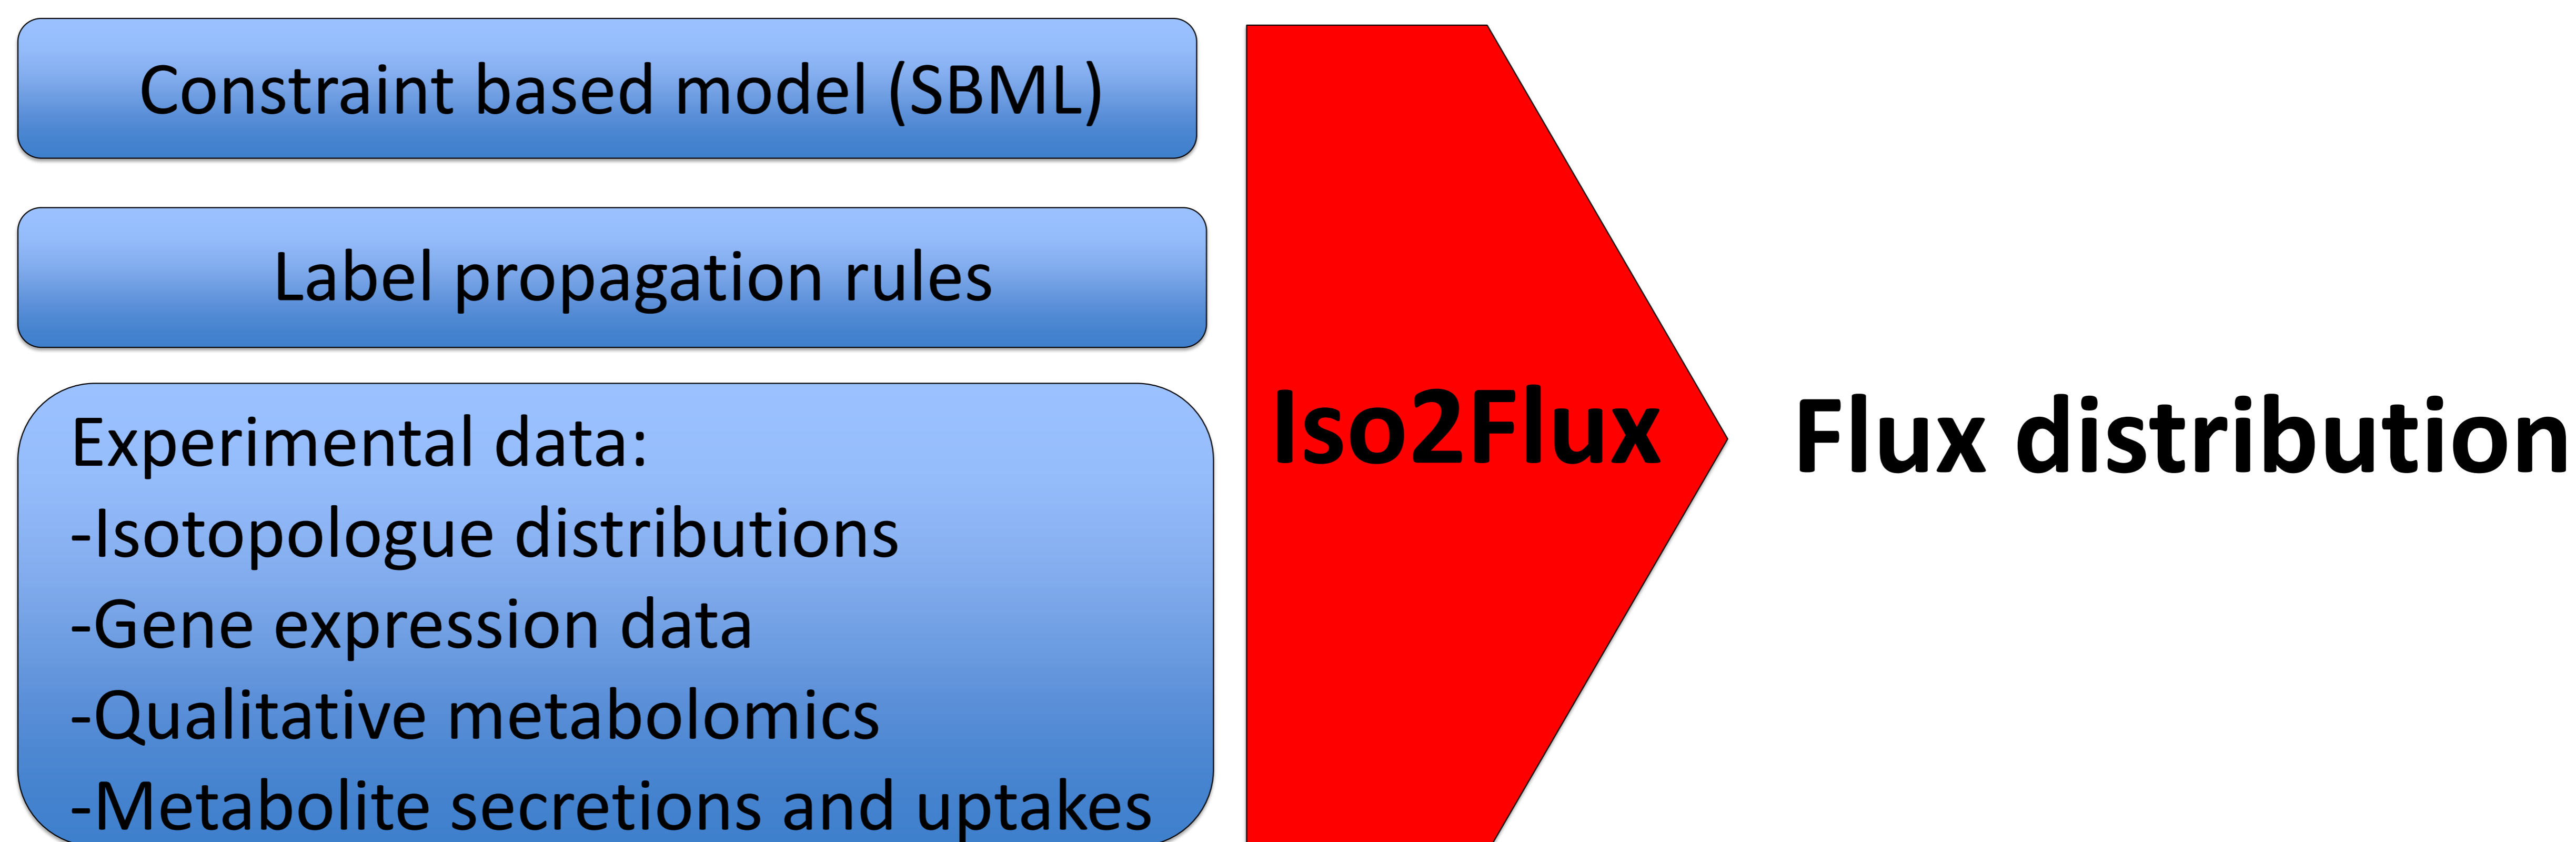 Constraint based model (SBML)
Label propagation rules
Experimental data:
-Isotopologue distributions
-Gene expression data
-Qualitative metabolomics
-Metabolite secretions and uptakes
Iso2Flux
Flux distribution